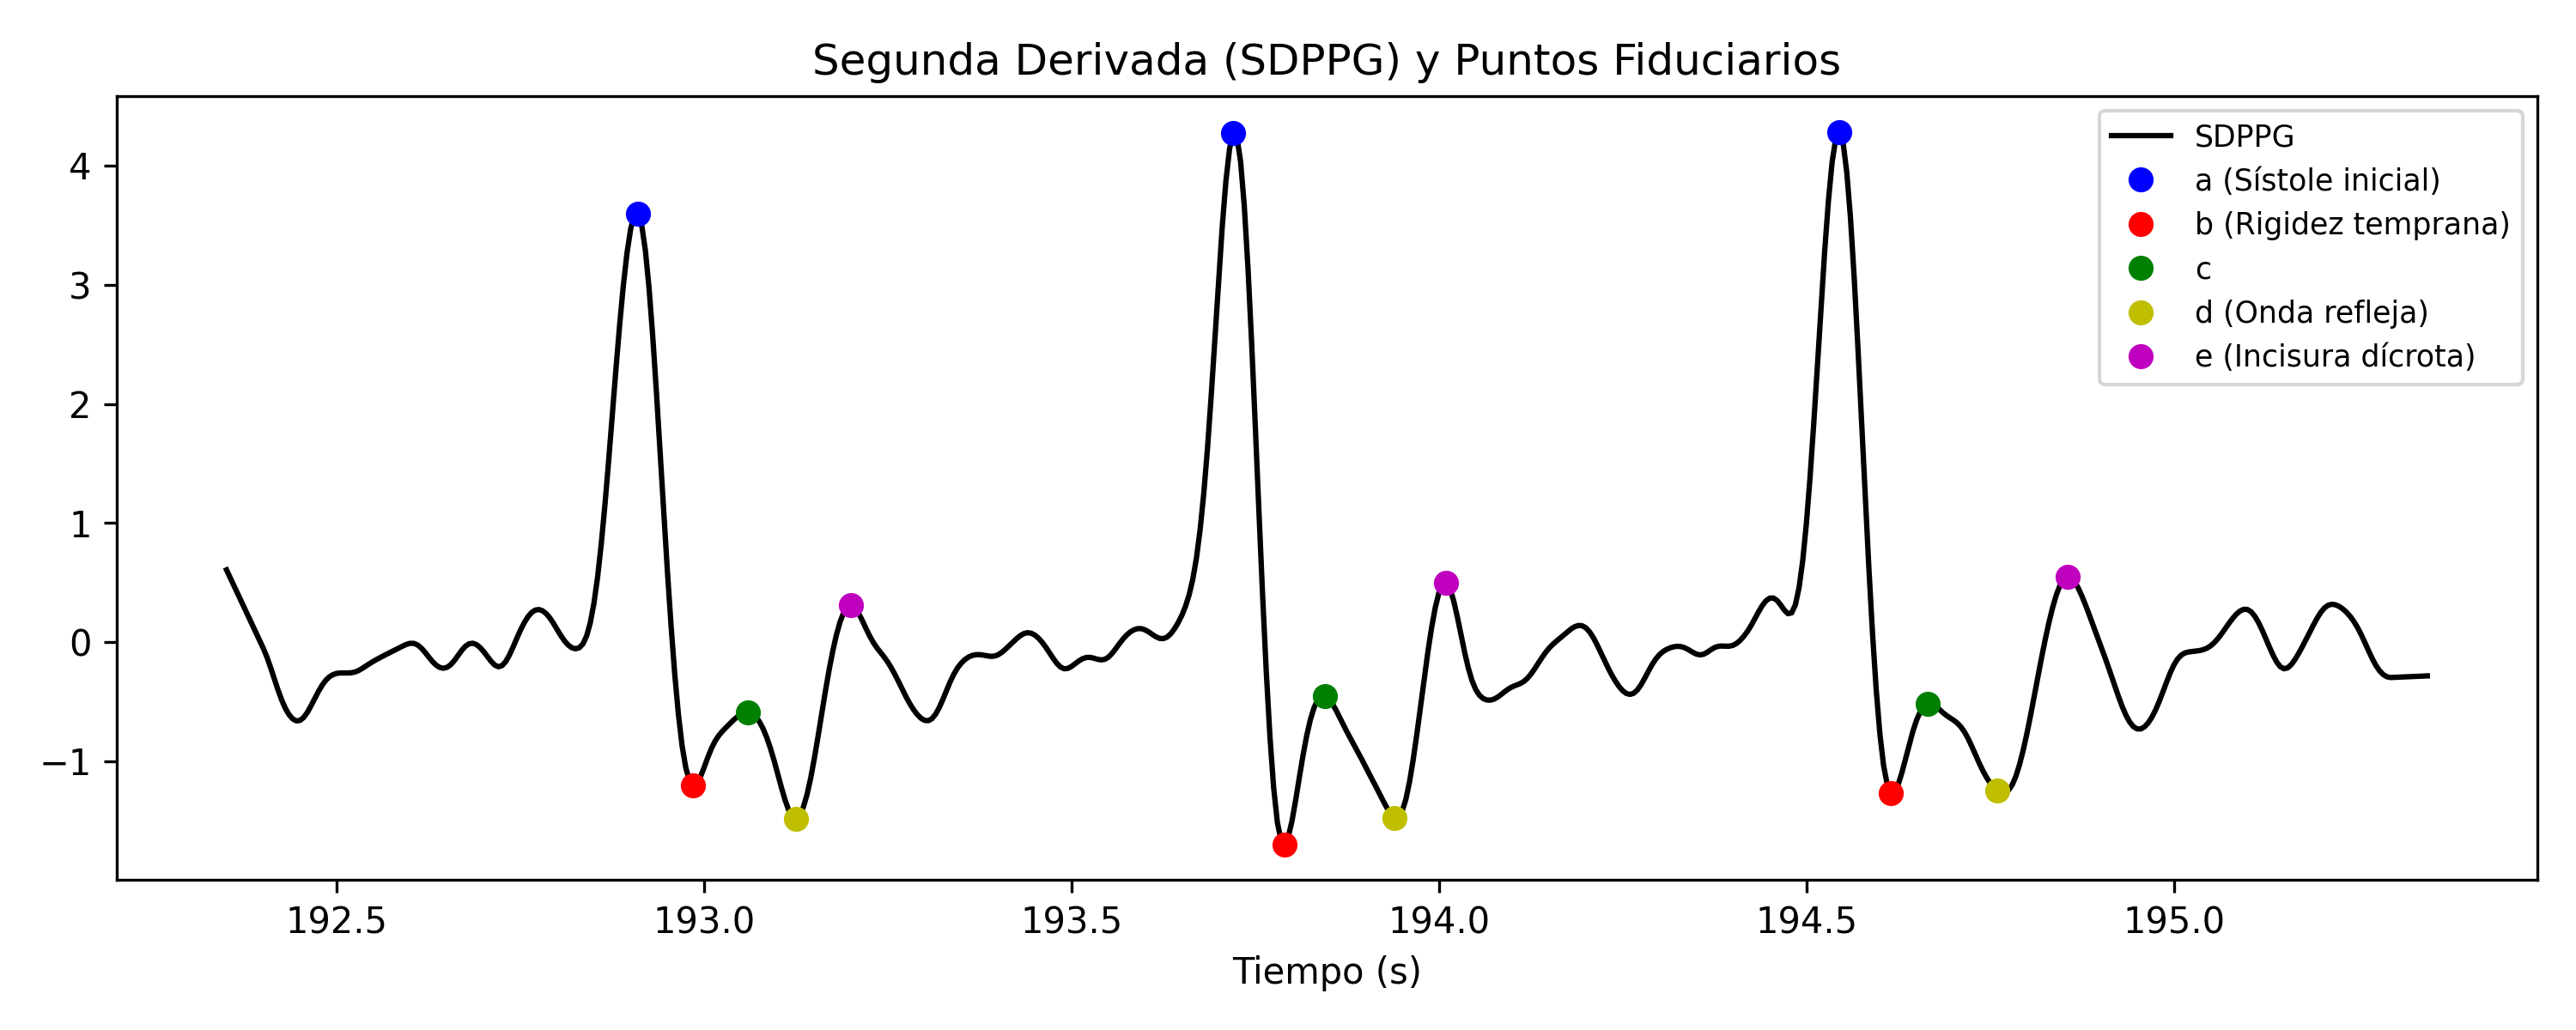 Segunda Derivada (SDPPG) y Puntos Fiduciarios
SDPPG
a (Sístole inicial)
b (Rigidez temprana)
c
d (Onda refleja)
e (Incisura dícrota)
4
3
2
1
0
−1
192.5 193.0 193.5 194.0 194.5 195.0
Tiempo (s)